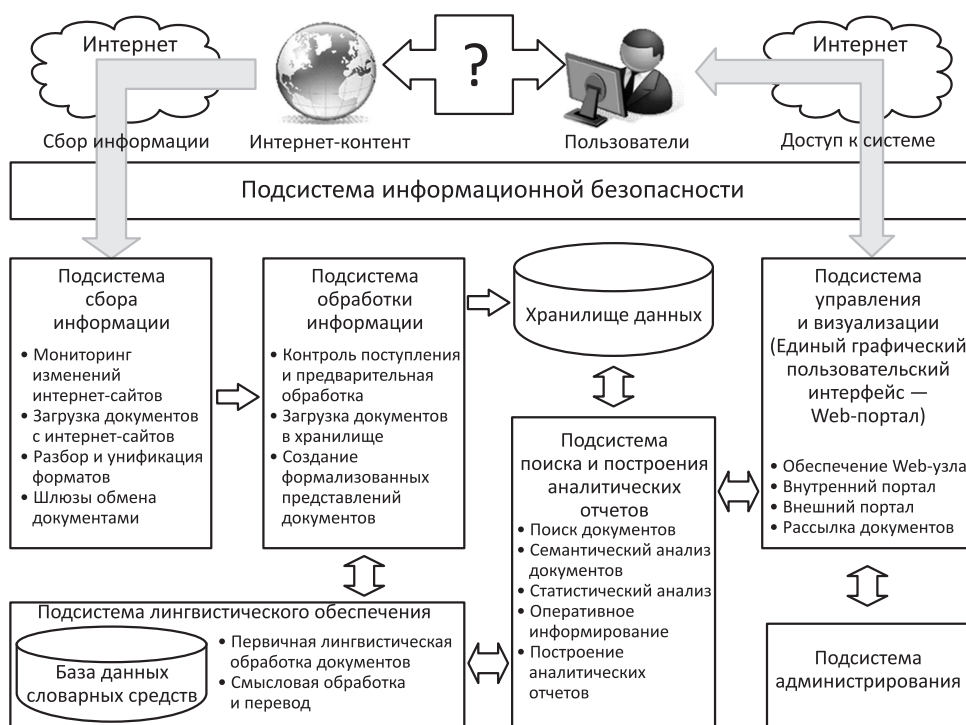 Интернет
?
Интернет
Сбор информации
Интернет-контент
Пользователи
Доступ к системе
Подсистема информационной безопасности
Подсистема
сбора
информации
• Мониторинг
изменений
интернет-сайтов
• Загрузка документов
с интернет-сайтов
• Разбор и унификация
форматов
• Шлюзы обмена
документами
Подсистема
обработки
информации
• Контроль поступления
и предварительная
обработка
• Загрузка документов
в хранилище
• Создание
формализованных
представлений
документов
Хранилище данных
Подсистема
поиска и построения
аналитических
отчетов
• Поиск документов
• Семантический анализ
документов
• Статистический анализ
• Оперативное
информирование
• Построение
аналитических
отчетов
Подсистема
управления
и визуализации
(Единый графический
пользовательский
интерфейс —
Web-портал)
• Обеспечение Web-узла
• Внутренний портал
• Внешний портал
• Рассылка документов
Подсистема лингвистического обеспечения
База данных
словарных средств
• Первичная лингвистическая
обработка документов
• Смысловая обработка
и перевод
Подсистема
администрирования